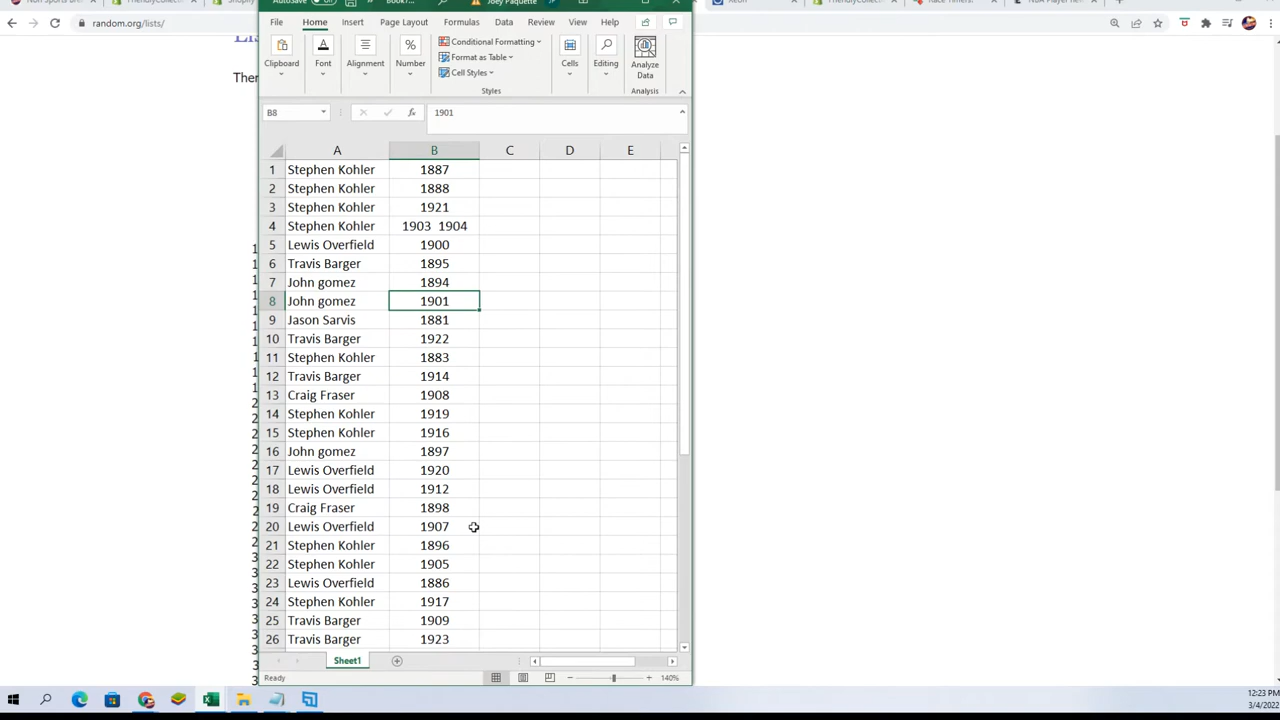 random.org/lists/
Ther
AutoSave
Book7
Joey Paquette
File Home Insert Page Layout Formulas Data Review View Help
Clipboard
Font
Alignment
Number
Conditional Formatting
Format as Table
Cell Styles
Styles
Cells
Editing
Analyze
Data
Analysis
B8
fx
1901
A B C D E
1 Stephen Kohler 1887
2 Stephen Kohler 1888
3 Stephen Kohler 1921
4 Stephen Kohler 1903 1904
5 Lewis Overfield 1900
6 Travis Barger 1895
7 John gomez 1894
8 John gomez 1901
9 Jason Sarvis 1881
10 Travis Barger 1922
11 Stephen Kohler 1883
12 Travis Barger 1914
13 Craig Fraser 1908
14 Stephen Kohler 1919
15 Stephen Kohler 1916
16 John gomez 1897
17 Lewis Overfield 1920
18 Lewis Overfield 1912
19 Craig Fraser 1898
20 Lewis Overfield 1907
21 Stephen Kohler 1896
22 Stephen Kohler 1905
23 Lewis Overfield 1886
24 Stephen Kohler 1917
25 Travis Barger 1909
26 Travis Barger 1923
Sheet1
Ready
140%
12:23 PM
3/4/2022